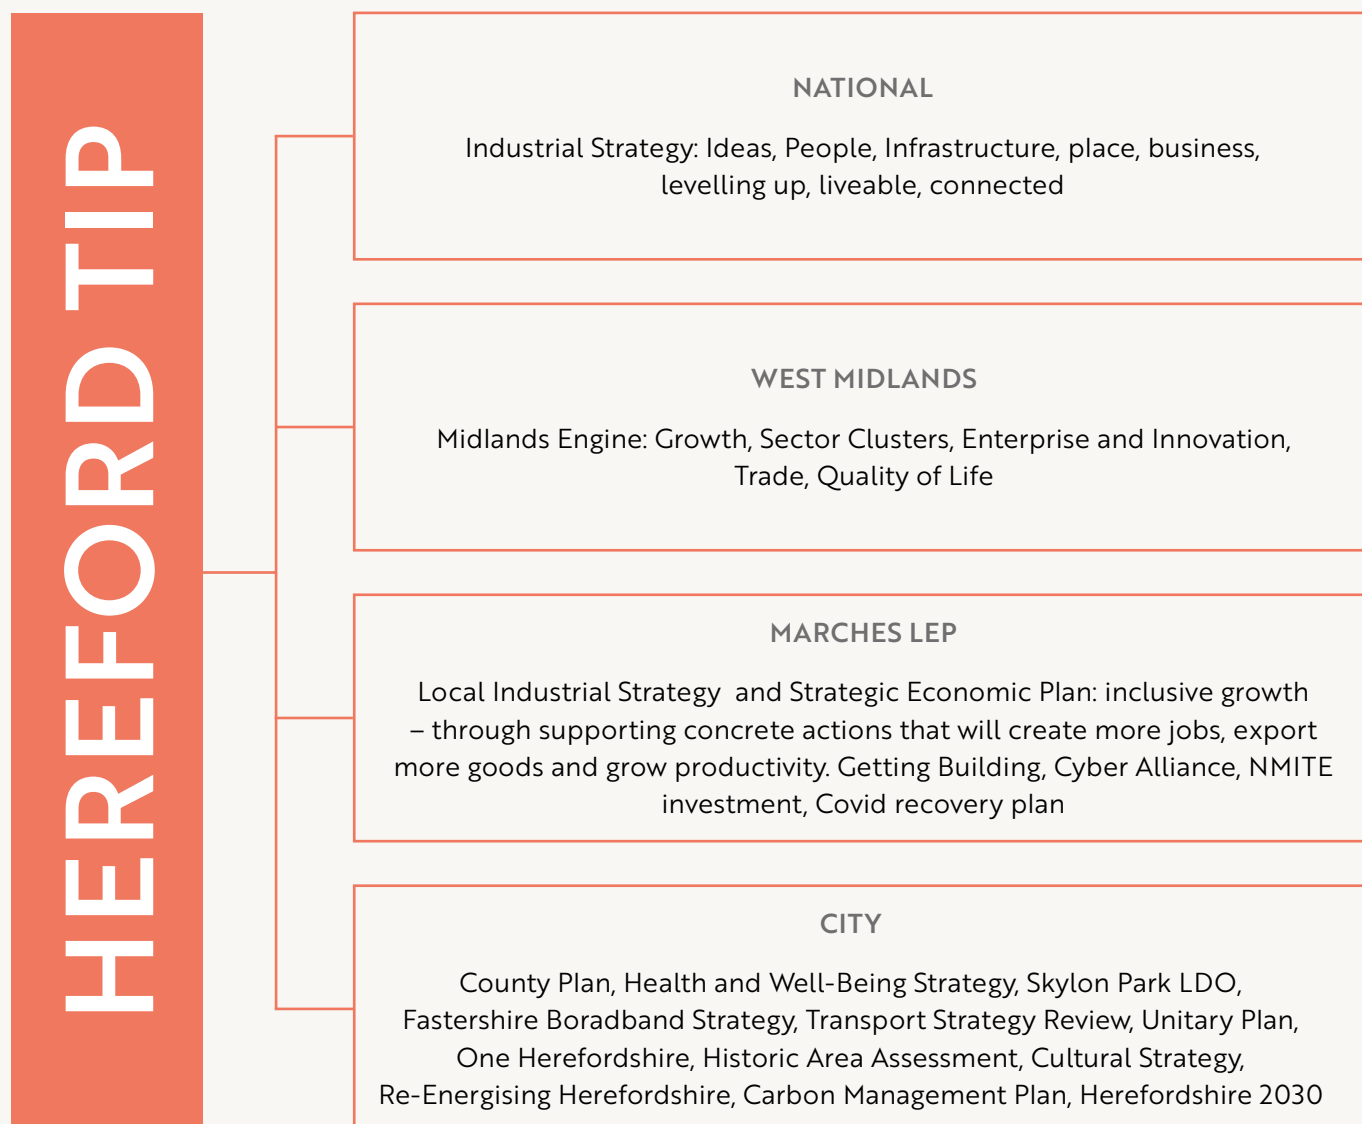 HEREFORD TIP
NATIONAL
Industrial Strategy: Ideas, People, Infrastructure, place, business,
levelling up, liveable, connected
WEST MIDLANDS
Midlands Engine: Growth, Sector Clusters, Enterprise and Innovation,
Trade, Quality of Life
MARCHES LEP
Local Industrial Strategy  and Strategic Economic Plan: inclusive growth
– through supporting concrete actions that will create more jobs, export
more goods and grow productivity. Getting Building, Cyber Alliance, NMITE
investment, Covid recovery plan
CITY
County Plan, Health and Well-Being Strategy, Skylon Park LDO,
Fastershire Boradband Strategy, Transport Strategy Review, Unitary Plan,
One Herefordshire, Historic Area Assessment, Cultural Strategy,
Re-Energising Herefordshire, Carbon Management Plan, Herefordshire 2030